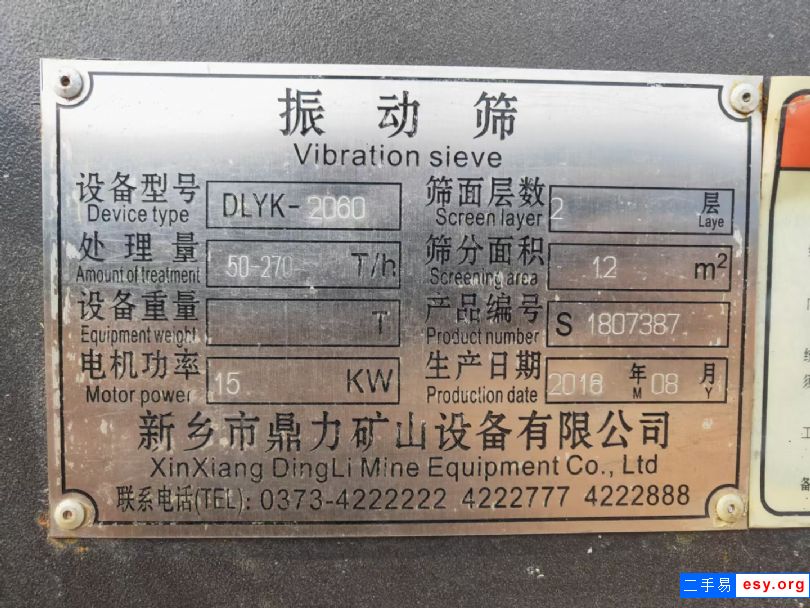 振动筛
Vibration sieve
设备型号 DLYK-2060 筛面层数 2 层
Device type Screen layer Laye
处理量 50-270 T/h 筛分面积 12 m²
Amount of treatment Screening area
设备重量 T 产品编号 S 1807387
Equipment weight Product number
电机功率 15 KW 生产日期 2018 年 08 月
Motor power Production date M Y
新乡市鼎力矿山设备有限公司
XinXiang DingLi Mine Equipment Co., Ltd
联系电话(TEL): 0373-4222222 4222777 4222888
工
备
二手易 esy.org